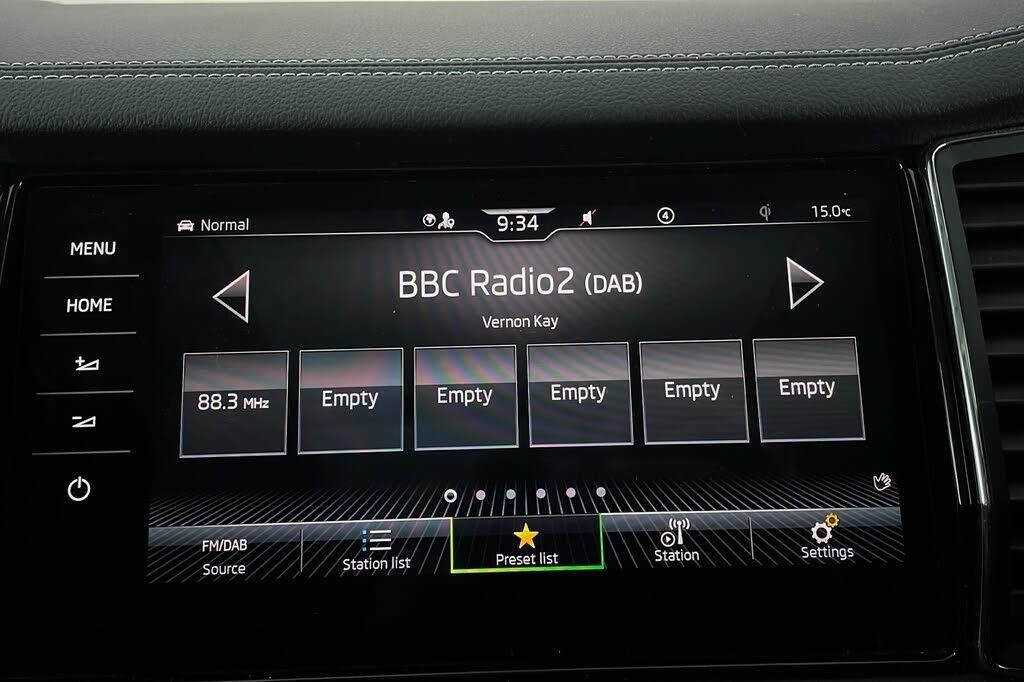 MENU
HOME
Normal
9:34
4
15.0°C
BBC Radio2 (DAB)
Vernon Kay
88.3 MHz
Empty
Empty
Empty
Empty
Empty
FM/DAB
Source
Station list
Preset list
Station
Settings